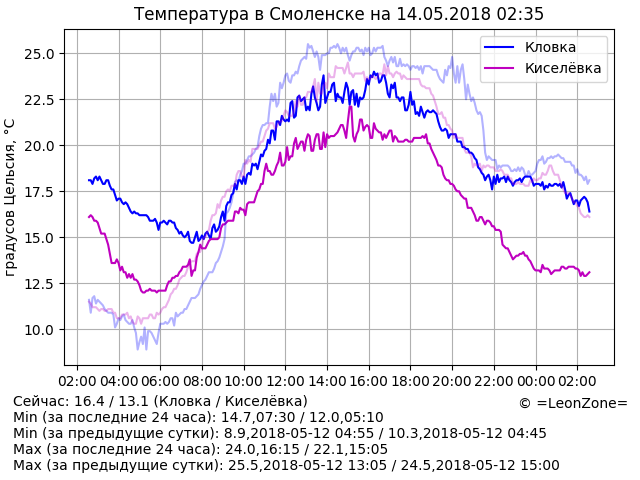 Температура в Смоленске на 14.05.2018 02:35
градусов Цельсия, °C
25.0
22.5
20.0
17.5
15.0
12.5
10.0
Кловка
Киселёвка
02:00 04:00 06:00 08:00 10:00 12:00 14:00 16:00 18:00 20:00 22:00 00:00 02:00
Сейчас: 16.4 / 13.1 (Кловка / Киселёвка)
© =LeonZone=
Min (за последние 24 часа): 14.7,07:30 / 12.0,05:10
Min (за предыдущие сутки): 8.9,2018-05-12 04:55 / 10.3,2018-05-12 04:45
Max (за последние 24 часа): 24.0,16:15 / 22.1,15:05
Max (за предыдущие сутки): 25.5,2018-05-12 13:05 / 24.5,2018-05-12 15:00